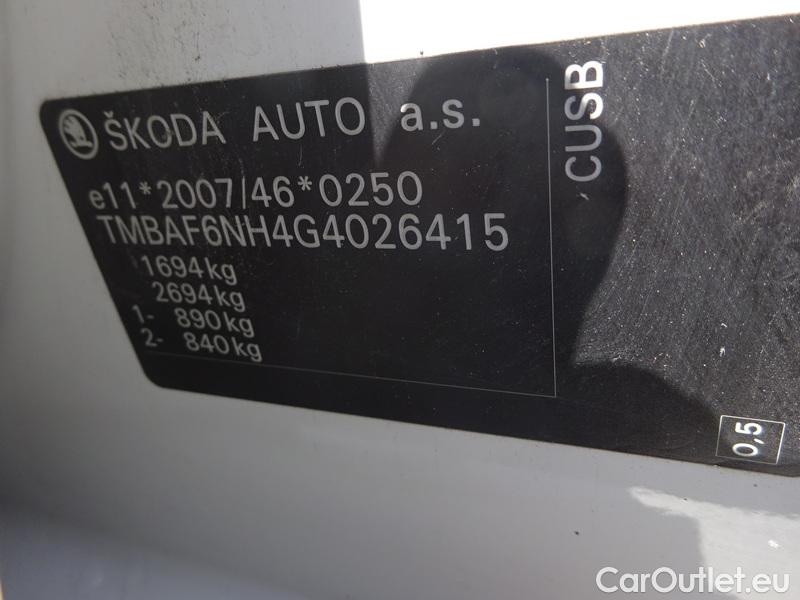 ŠKODA AUTO a.s.
e11*2007/46*0250
TMBAF6NH4G4026415
1694kg
2694kg
1- 890kg
2- 840kg
CUSB
0,5
CarOutlet.eu